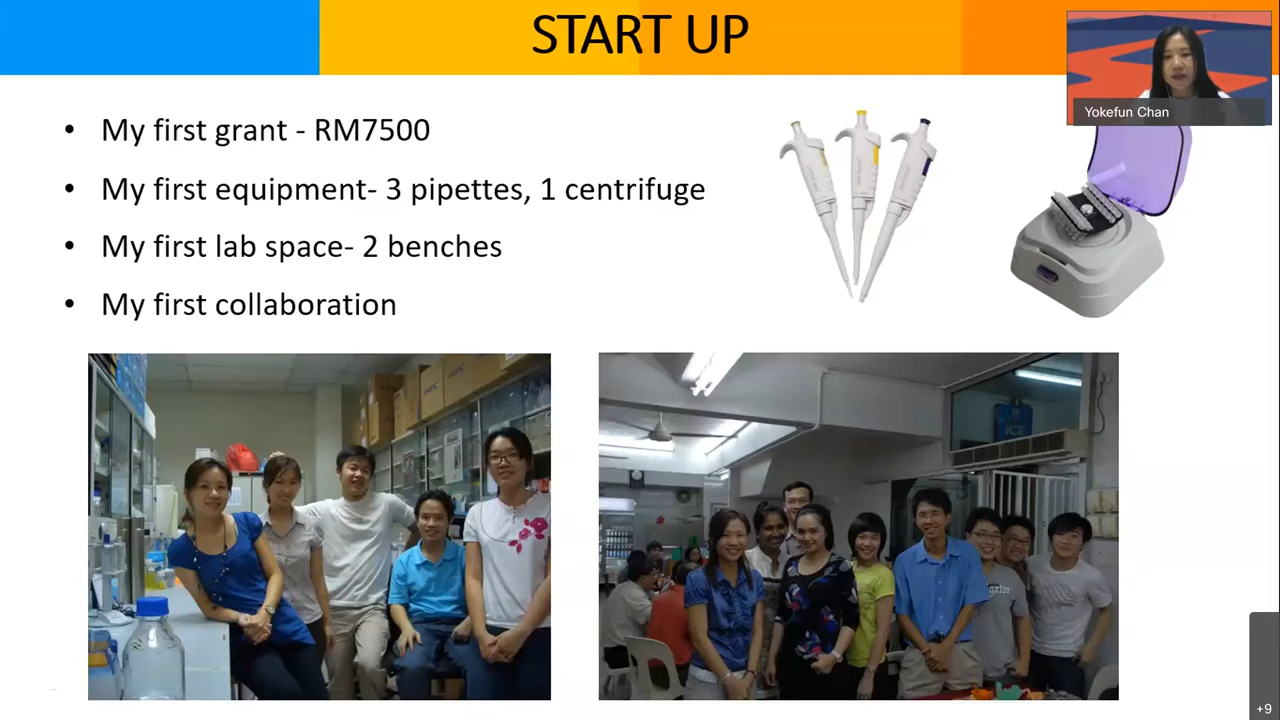 START UP
Yokefun Chan
• My first grant - RM7500
• My first equipment- 3 pipettes, 1 centrifuge
• My first lab space- 2 benches
• My first collaboration
ICE
+9